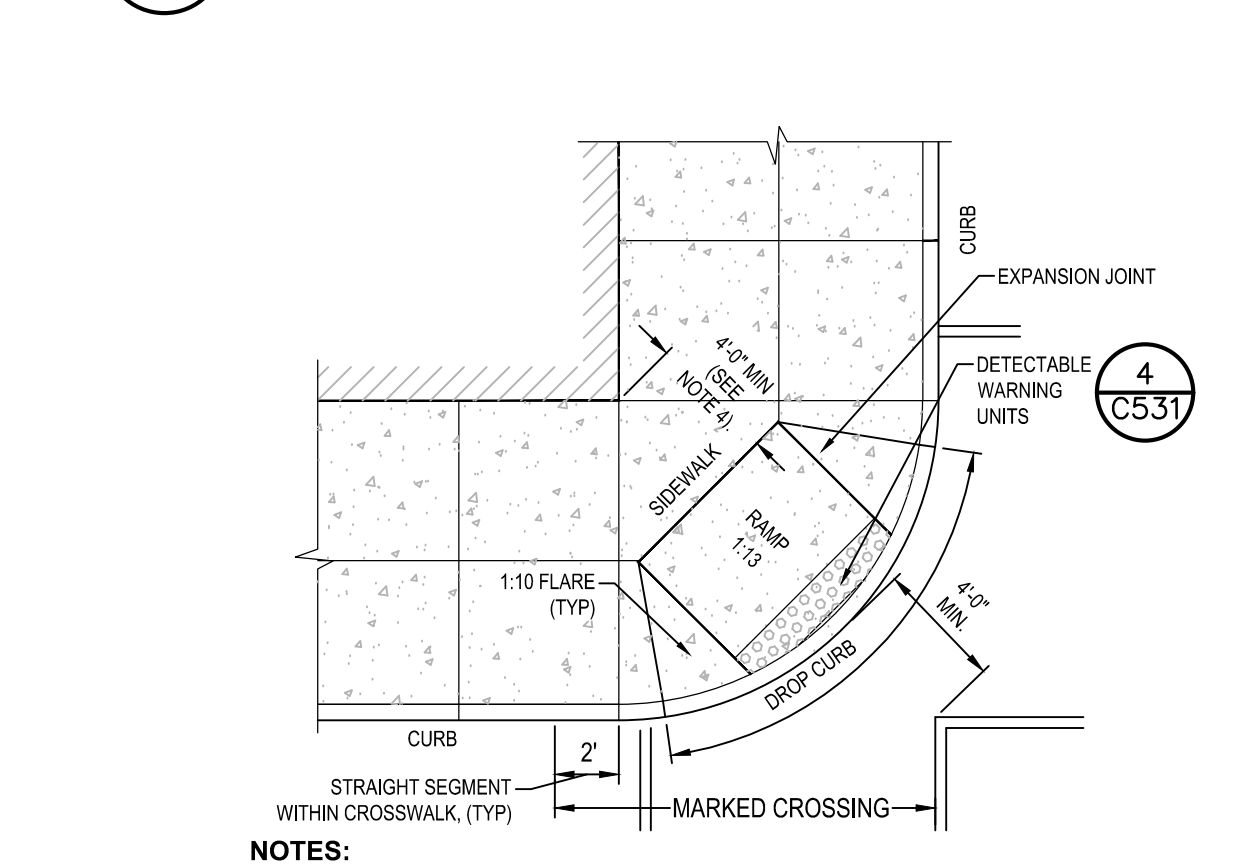 CURB
EXPANSION JOINT
4'-0" MIN
(SEE
NOTE 4).
DETECTABLE
WARNING
UNITS
4
C531
SIDEWALK
RAMP
1:13
1:10 FLARE
(TYP)
4'-0"
MIN.
DROP CURB
CURB
2'
STRAIGHT SEGMENT
WITHIN CROSSWALK, (TYP)
MARKED CROSSING
NOTES: